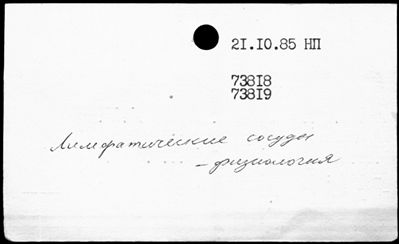 21.10.85 НП
73818
73819
Лимфатические сосуды
– физиология